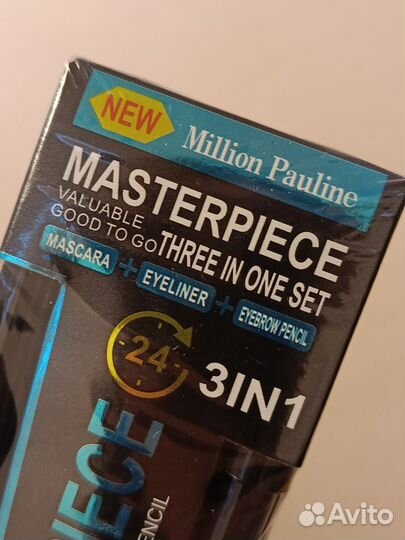 NEW
Million Pauline
MASTERPIECE
VALUABLE
GOOD TO GO THREE IN ONE SET
MASCARA + EYELINER + EYEBROW PENCIL
24
3IN1
PIECE
PENCIL
Avito